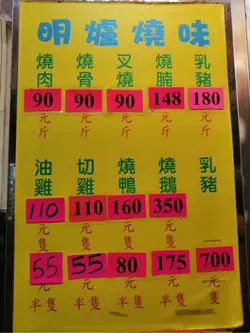 明爐燒味
燒肉 燒骨 叉燒 燒腩 乳豬
90 90 90 148 180
元斤 元斤 元斤 元斤 元斤
油雞 切雞 燒鴨 燒鵝 乳豬
110 110 160 350
元隻 元隻 元隻 元隻
55 55 80 175 700
元半隻 元半隻 元半隻 元半隻 元隻